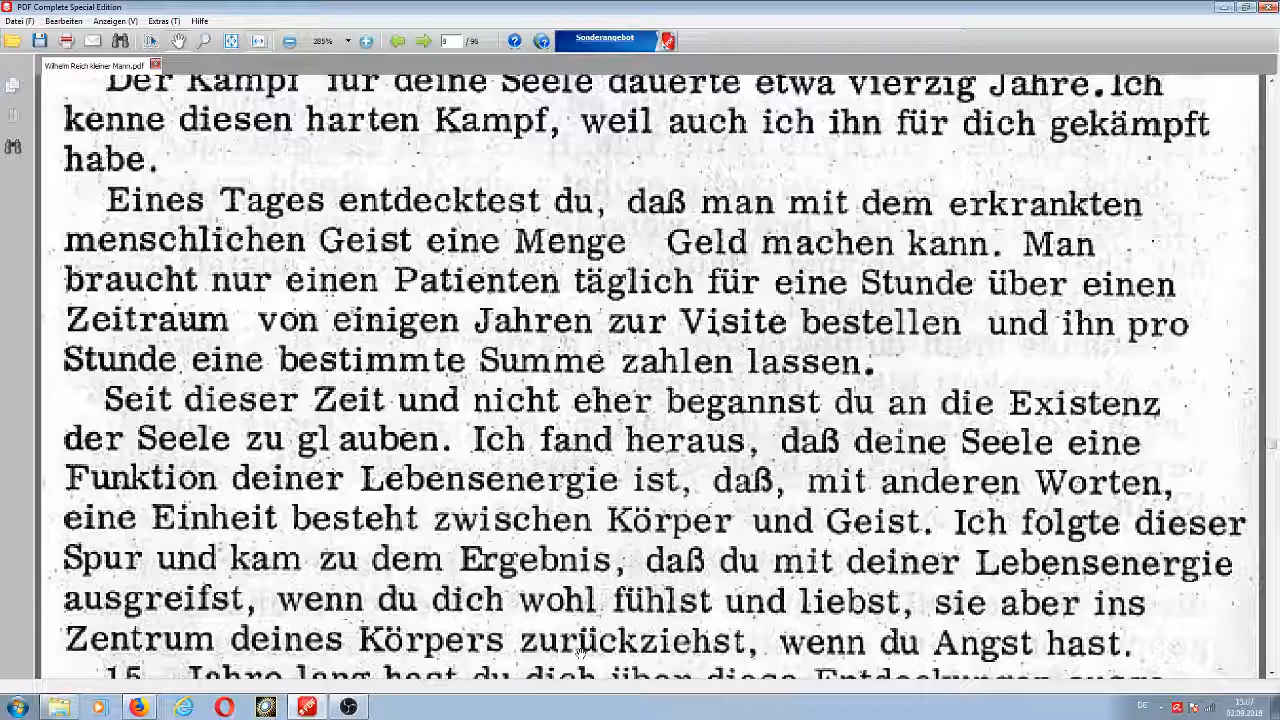 PDF Complete Special Edition
Datei (F) Bearbeiten Anzeigen (V) Extras (T) Hilfe
285% 8 / 96 Sonderangebot
Wilhelm Reich kleiner Mann.pdf
Der Kampf für deine Seele dauerte etwa vierzig Jahre. Ich
kenne diesen harten Kampf, weil auch ich ihn für dich gekämpft
habe.
Eines Tages entdecktest du, daß man mit dem erkrankten
menschlichen Geist eine Menge Geld machen kann. Man
braucht nur einen Patienten täglich für eine Stunde über einen
Zeitraum von einigen Jahren zur Visite bestellen und ihn pro
Stunde eine bestimmte Summe zahlen lassen.
Seit dieser Zeit und nicht eher begannst du an die Existenz
der Seele zu gl auben. Ich fand heraus, daß deine Seele eine
Funktion deiner Lebensenergie ist, daß, mit anderen Worten,
eine Einheit besteht zwischen Körper und Geist. Ich folgte dieser
Spur und kam zu dem Ergebnis, daß du mit deiner Lebensenergie
ausgreifst, wenn du dich wohl fühlst und liebst, sie aber ins
Zentrum deines Körpers zurückziehst, wenn du Angst hast.
15 Jahre lang hast du dich über diese Entdeckungen
DE 15:07
02.09.2018